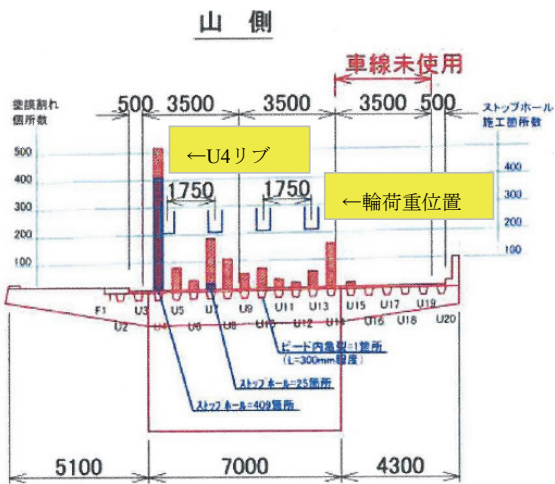 山 側
車線未使用
塗膜割れ
個所数
500 3500 3500 3500 500
ストップホール
施工箇所数
←U4リブ
1750 1750
←輪荷重位置
500
400
300
200
100
400
300
200
100
F1 U3 U5 U7 U9 U11 U13 U15 U17 U19
U2 U4 U6 U8 U10 U12 U14 U16 U18 U20
ビード内亀裂=1箇所
(L=300mm程度)
ストップホール=25箇所
ストップホール=409箇所
5100 7000 4300